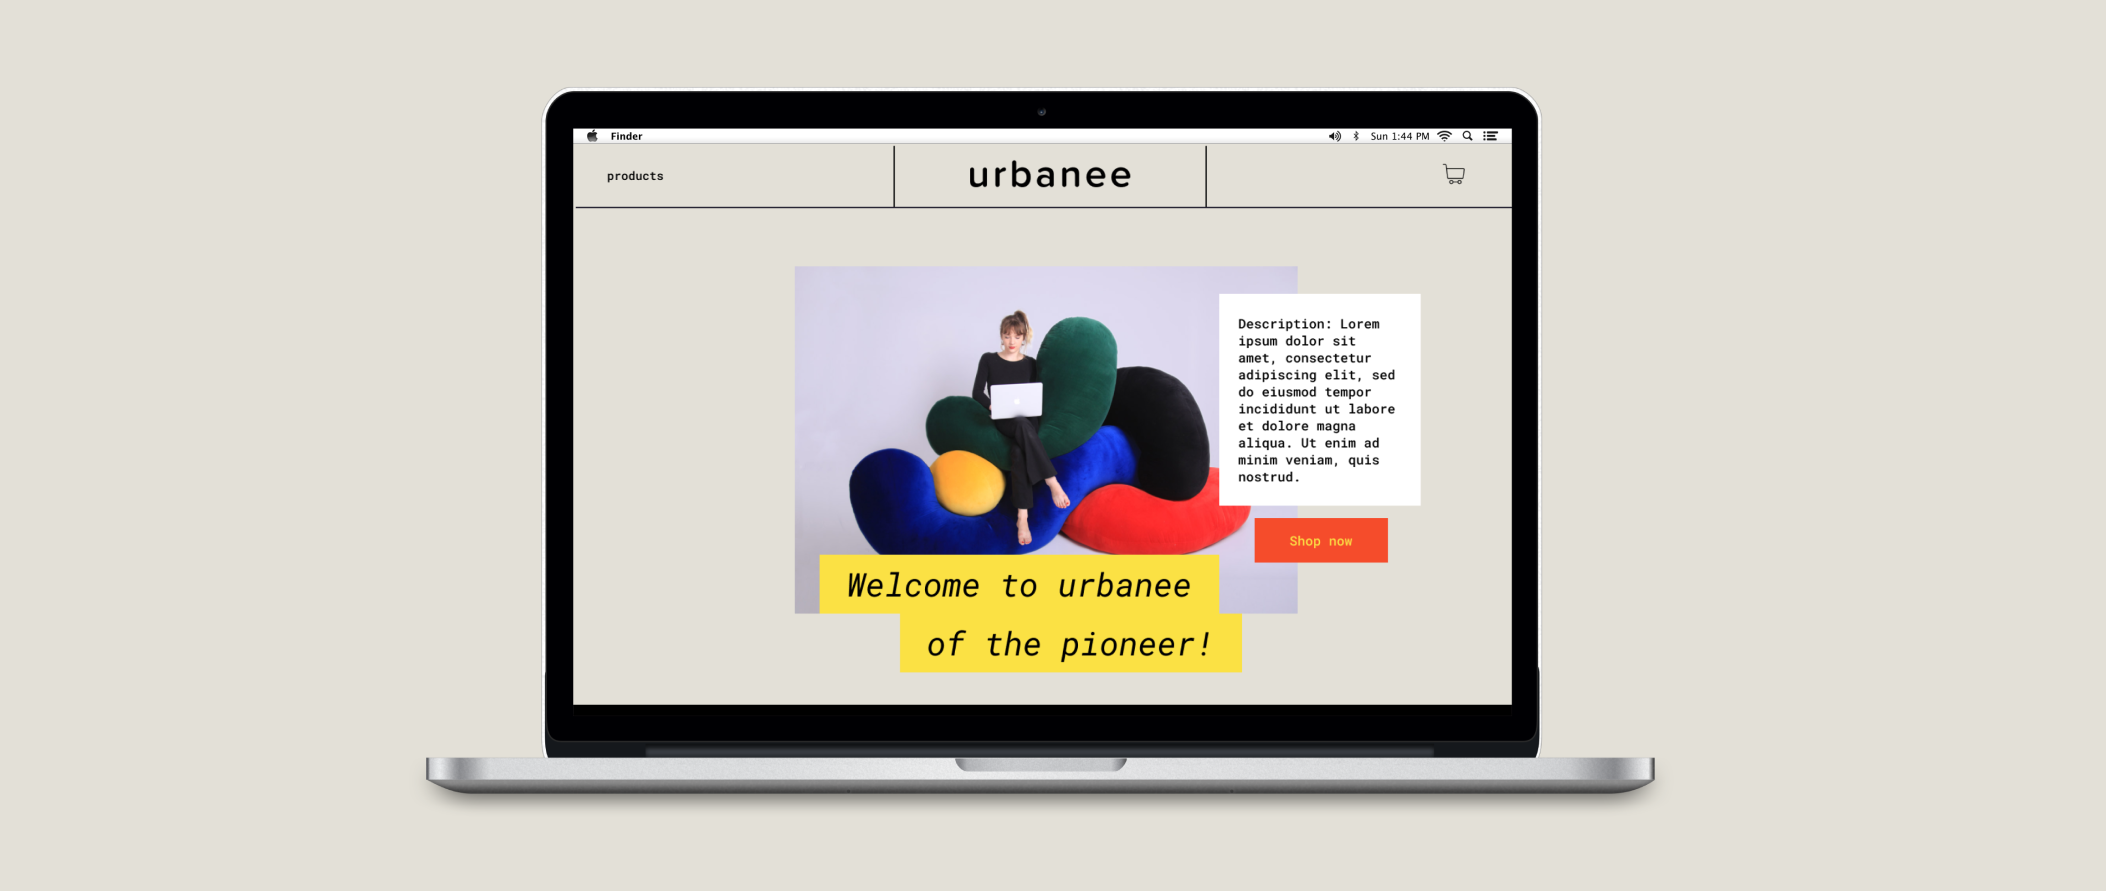 Finder
Sun 1:44 PM
products
urbanee
Description: Lorem
ipsum dolor sit
amet, consectetur
adipiscing elit, sed
do eiusmod tempor
incididunt ut labore
et dolore magna
aliqua. Ut enim ad
minim veniam, quis
nostrud.
Shop now
Welcome to urbanee
of the pioneer!